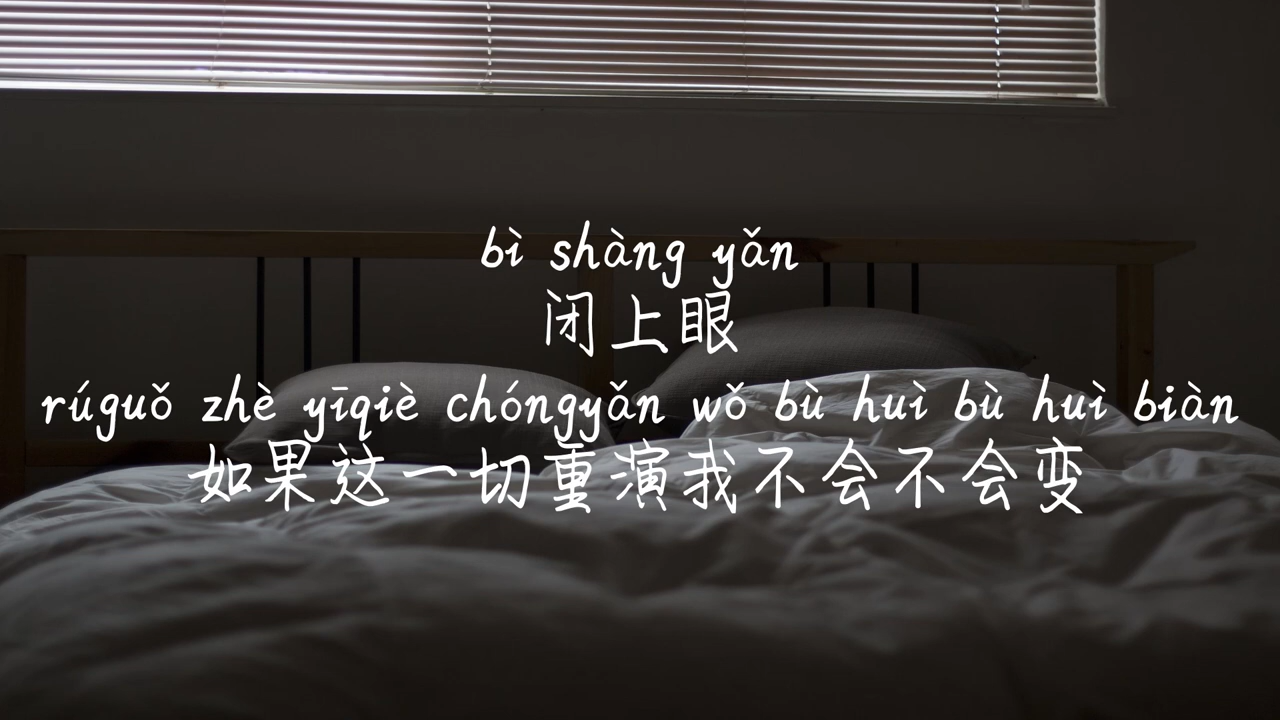 bì shàng yǎn
闭上眼
rúguǒ zhè yīqiè chóngyǎn wǒ bù huì bù huì biàn
如果这一切重演我不会不会变